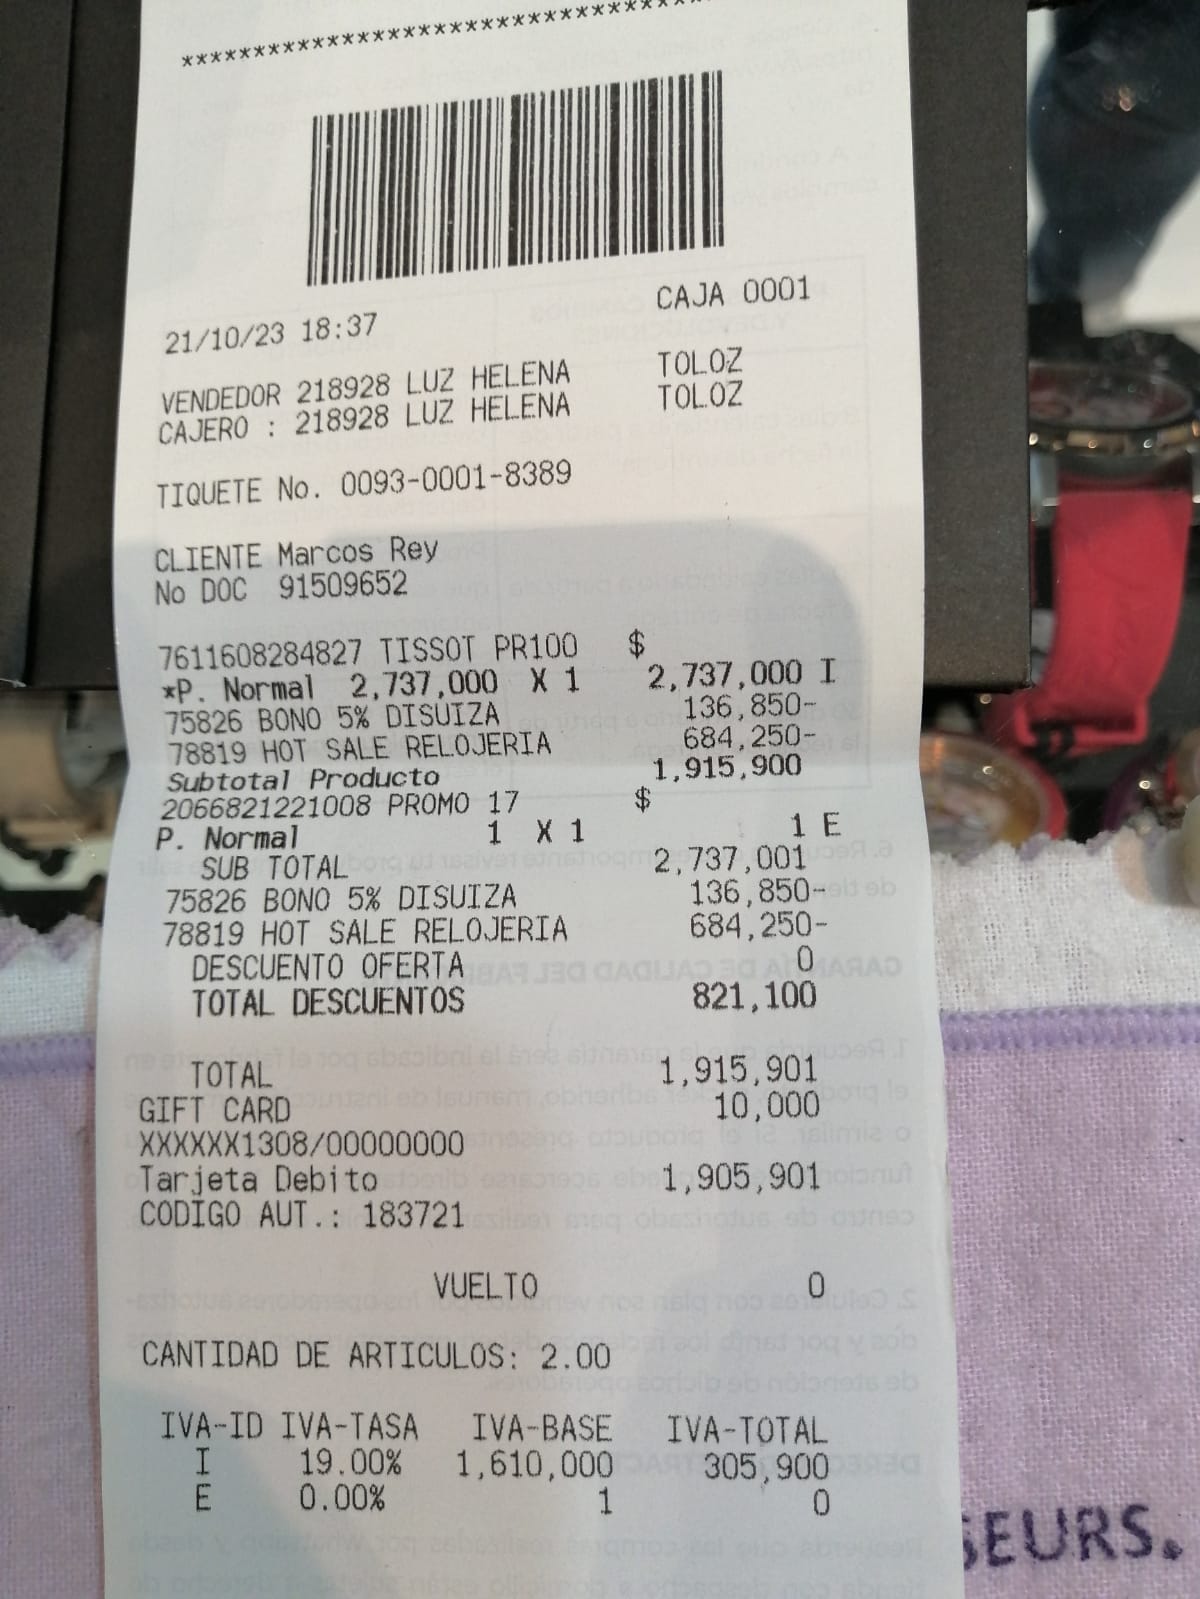 ****************************************
21/10/23 18:37 CAJA 0001
VENDEDOR 218928 LUZ HELENA TOLOZ
CAJERO : 218928 LUZ HELENA TOLOZ
TIQUETE No. 0093-0001-8389
CLIENTE Marcos Rey
No DOC 91509652
7611608284827 TISSOT PR100 $
*P. Normal 2,737,000 X 1 2,737,000 I
75826 BONO 5% DISUIZA 136,850-
78819 HOT SALE RELOJERIA 684,250-
Subtotal Producto 1,915,900
2066821221008 PROMO 17 $
P. Normal 1 X 1 1 E
SUB TOTAL 2,737,001
75826 BONO 5% DISUIZA 136,850-
78819 HOT SALE RELOJERIA 684,250-
DESCUENTO OFERTA 0
TOTAL DESCUENTOS 821,100
TOTAL 1,915,901
GIFT CARD 10,000
XXXXXX1308/00000000
Tarjeta Debito 1,905,901
CODIGO AUT.: 183721
VUELTO 0
CANTIDAD DE ARTICULOS: 2.00
IVA-ID IVA-TASA IVA-BASE IVA-TOTAL
I 19.00% 1,610,000 305,900
E 0.00% 1 0
SEURS.